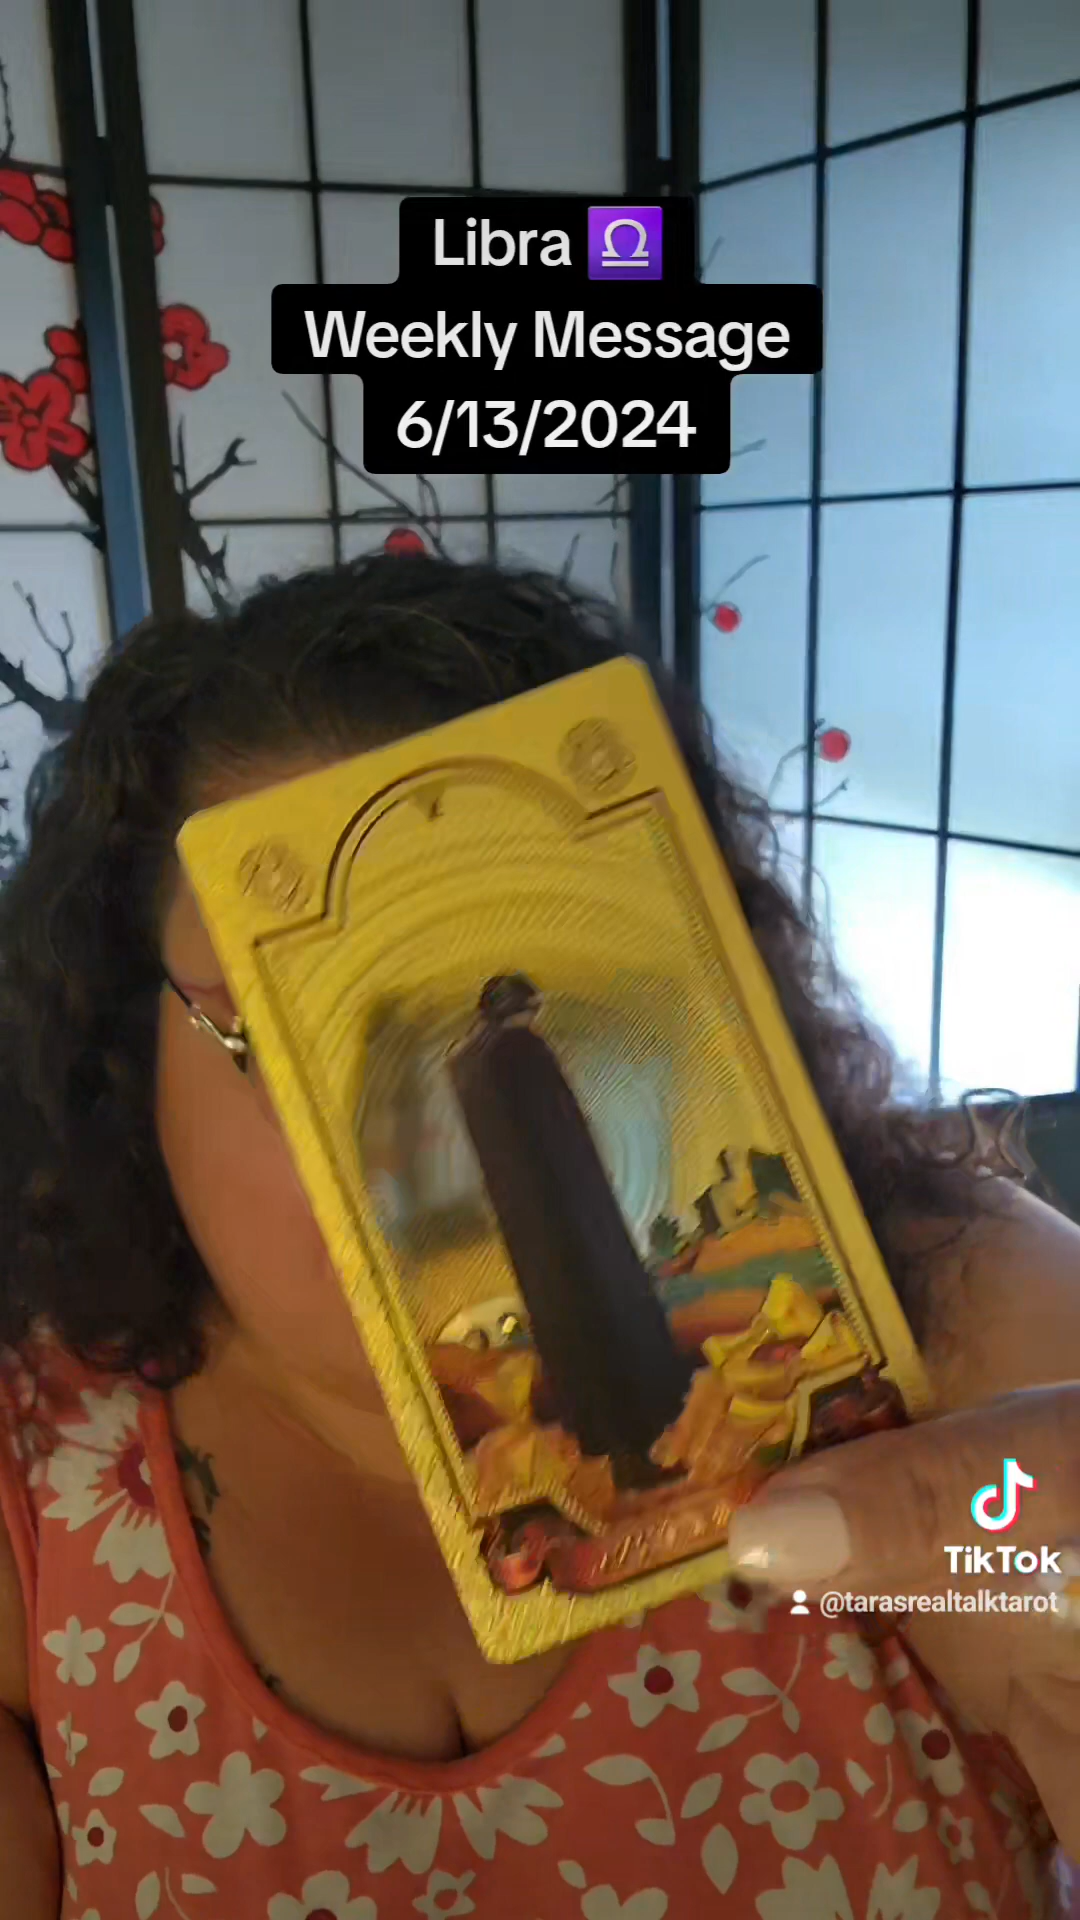 Libra ♎
Weekly Message
6/13/2024
TikTok
@tarasrealtalktarot